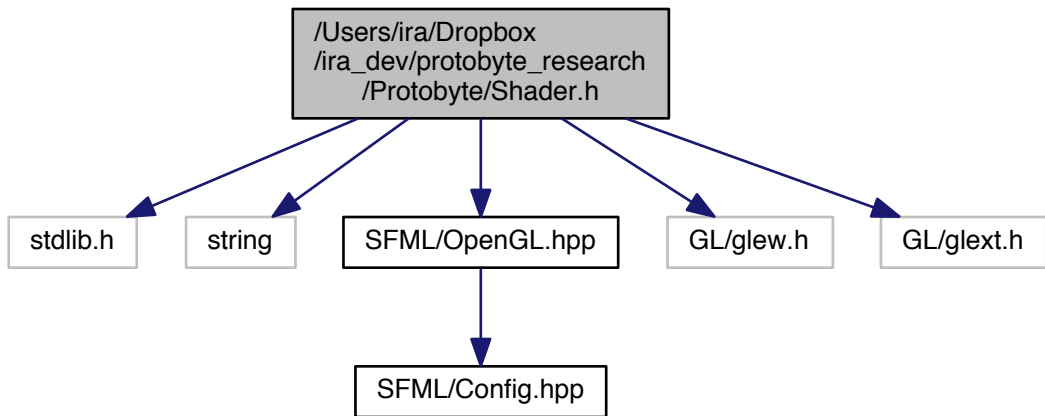 /Users/ira/Dropbox
/ira_dev/protobyte_research
/Protobyte/Shader.h
stdlib.h
string
SFML/OpenGL.hpp
GL/glew.h
GL/glext.h
SFML/Config.hpp